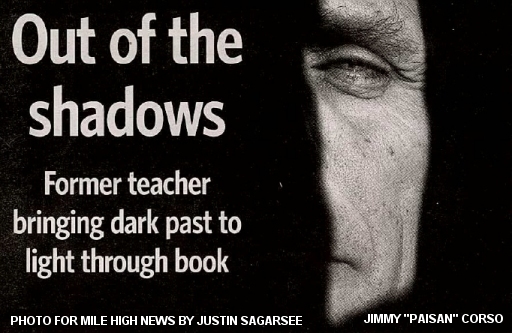 Out of the
shadows
Former teacher
bringing dark past to
light through book
PHOTO FOR MILE HIGH NEWS BY JUSTIN SAGARSEE
JIMMY "PAISAN" CORSO